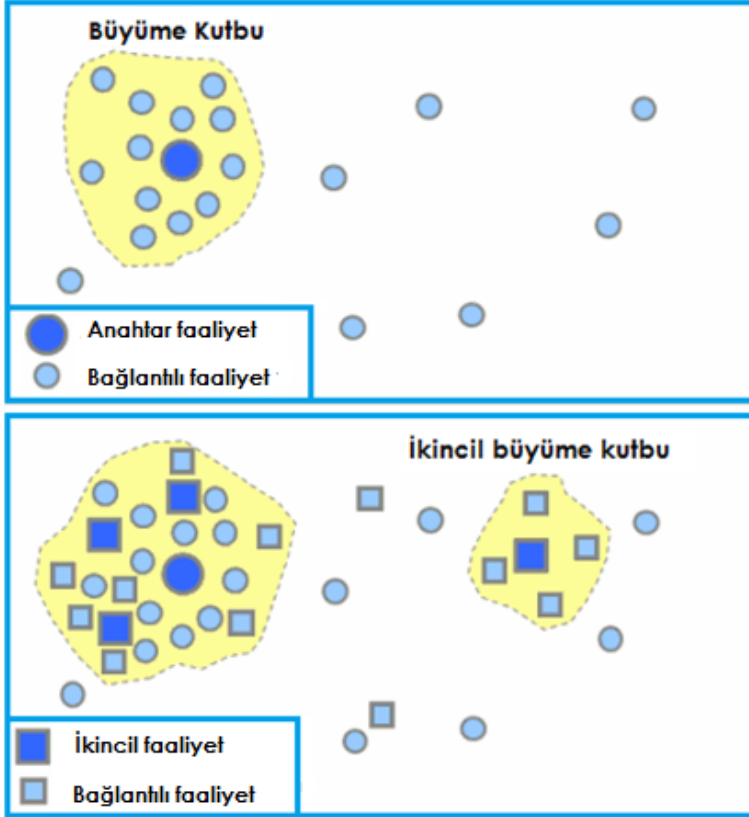 Büyüme Kutbu
Anahtar faaliyet
Bağlantılı faaliyet
İkincil büyüme kutbu
İkincil faaliyet
Bağlantılı faaliyet